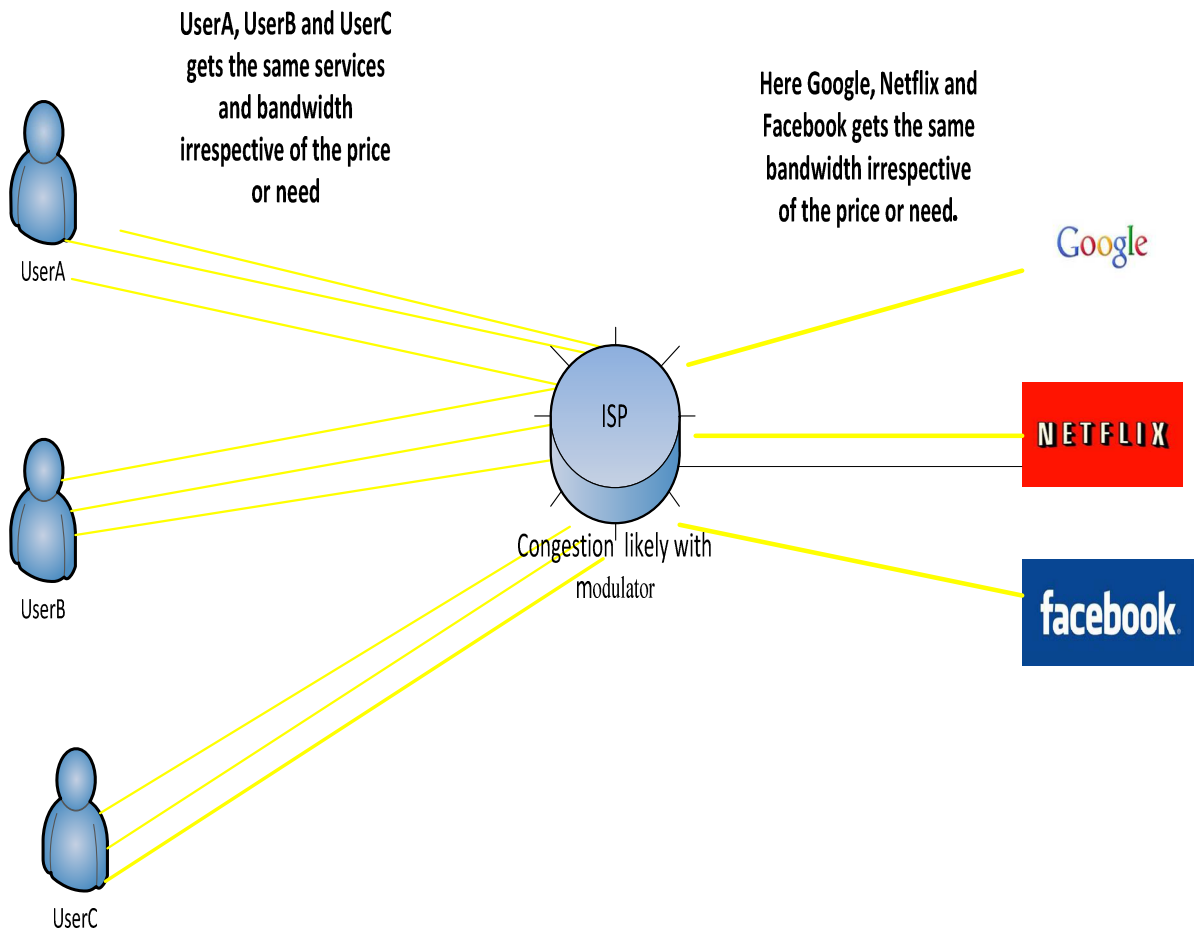 UserA, UserB and UserC
gets the same services
and bandwidth
irrespective of the price
or need
Here Google, Netflix and
Facebook gets the same
bandwidth irrespective
of the price or need.
Google
UserA
NETFLIX
ISP
Congestion likely with
modulator
UserB
facebook
UserC